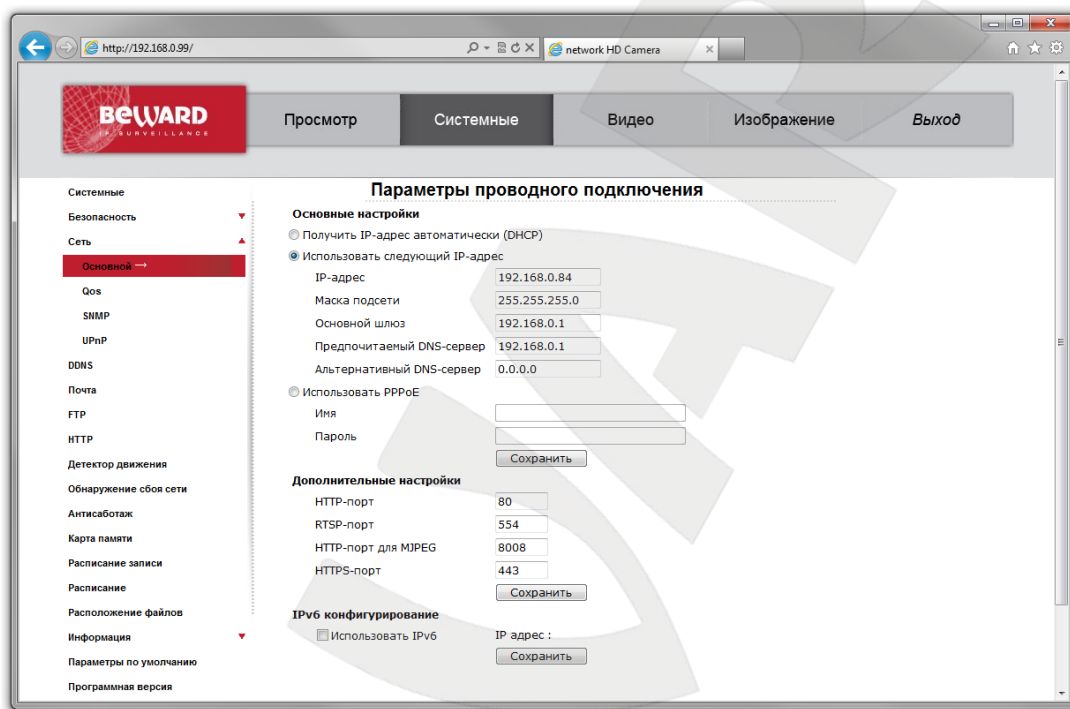 http://192.168.0.99/
network HD Camera
BEWARD
IP SURVEILLANCE
Просмотр
Системные
Видео
Изображение
Выход
Системные
Безопасность
Сеть
Основной →
Qos
SNMP
UPnP
DDNS
Почта
FTP
HTTP
Детектор движения
Обнаружение сбоя сети
Антисаботаж
Карта памяти
Расписание записи
Расписание
Расположение файлов
Информация
Параметры по умолчанию
Программная версия
Параметры проводного подключения
Основные настройки
Получить IP-адрес автоматически (DHCP)
Использовать следующий IP-адрес
IP-адрес 192.168.0.84
Маска подсети 255.255.255.0
Основной шлюз 192.168.0.1
Предпочитаемый DNS-сервер 192.168.0.1
Альтернативный DNS-сервер 0.0.0.0
Использовать PPPoE
Имя
Пароль
Сохранить
Дополнительные настройки
HTTP-порт 80
RTSP-порт 554
HTTP-порт для MJPEG 8008
HTTPS-порт 443
Сохранить
IPv6 конфигурирование
Использовать IPv6 IP адрес :
Сохранить